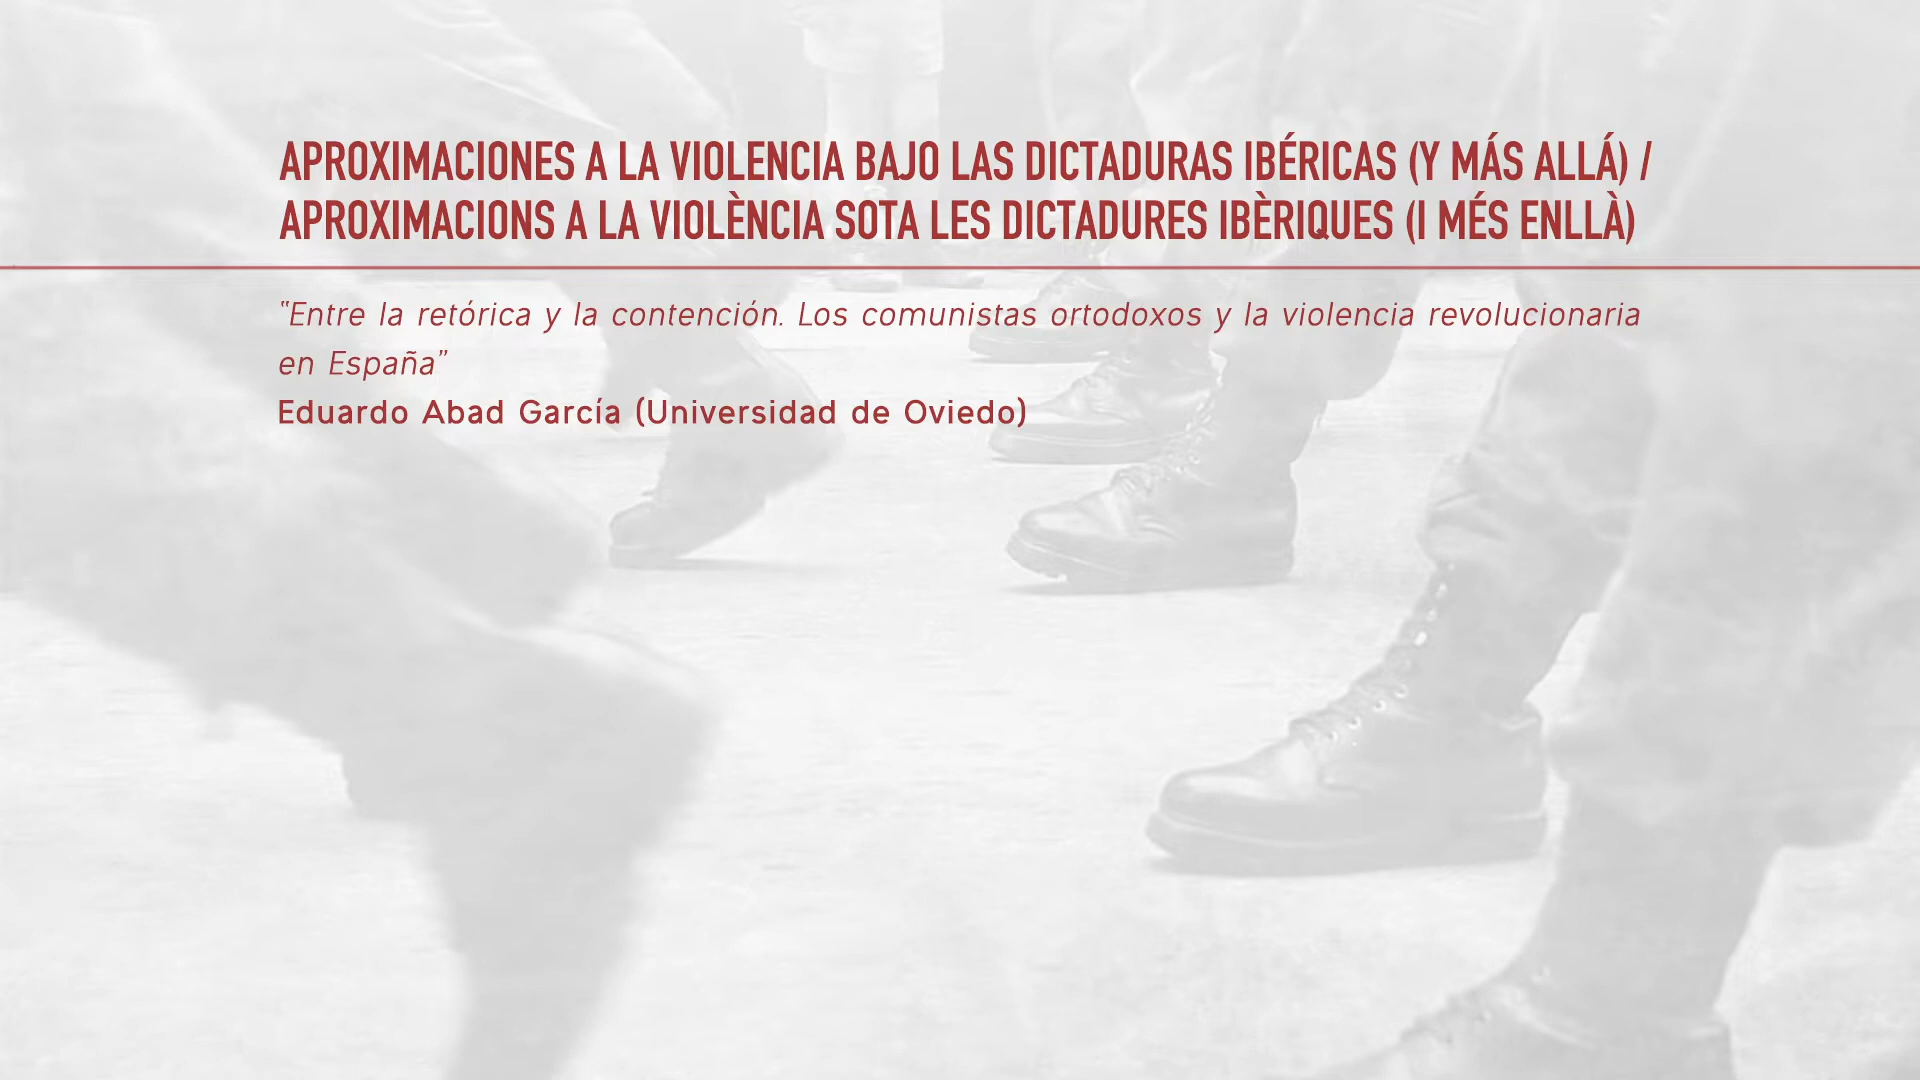 APROXIMACIONES A LA VIOLENCIA BAJO LAS DICTADURAS IBÉRICAS (Y MÁS ALLÁ) /
APROXIMACIONS A LA VIOLÈNCIA SOTA LES DICTADURES IBÈRIQUES (I MÉS ENLLÀ)
“Entre la retórica y la contención. Los comunistas ortodoxos y la violencia revolucionaria
en España”
Eduardo Abad García (Universidad de Oviedo)